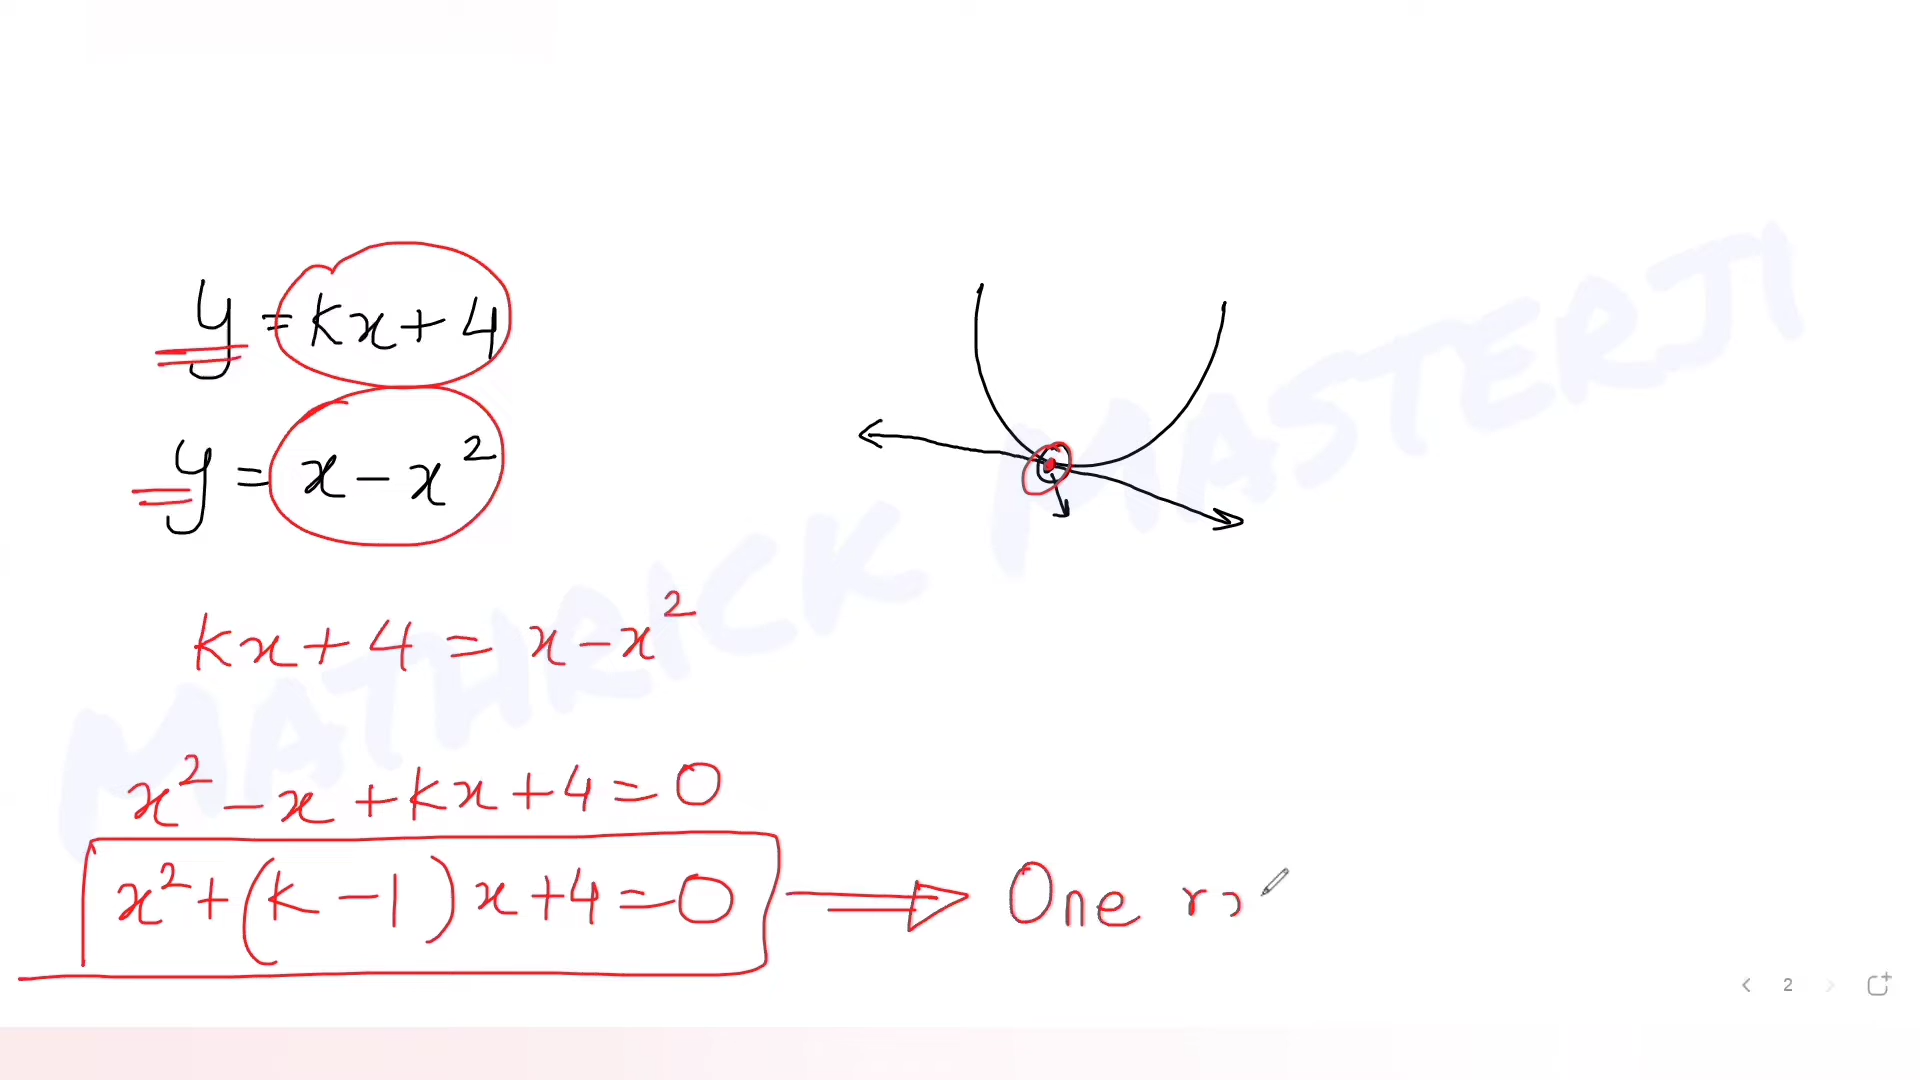 y = kx + 4
y = x - x²
kx + 4 = x - x²
x² - x + kx + 4 = 0
x² + (k - 1) x + 4 = 0 ⇒ One
MATHRICK MASTERJI
2